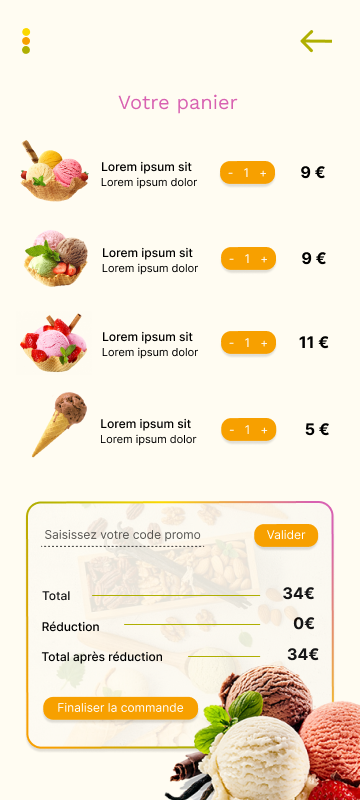 Votre panier
Lorem ipsum sit
Lorem ipsum dolor
- 1 +
9 €
Lorem ipsum sit
Lorem ipsum dolor
- 1 +
9 €
Lorem ipsum sit
Lorem ipsum dolor
- 1 +
11 €
Lorem ipsum sit
Lorem ipsum dolor
- 1 +
5 €
Saisissez votre code promo
Valider
Total 34€
Réduction 0€
Total après réduction 34€
Finaliser la commande